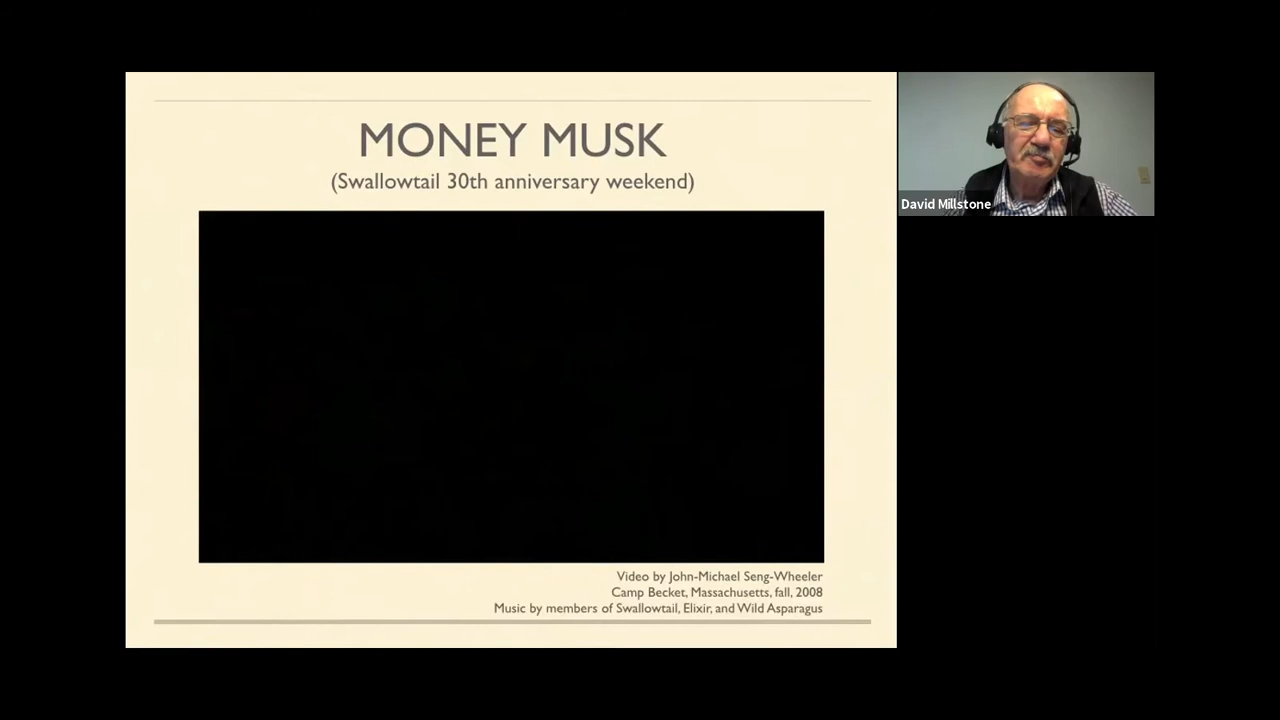 MONEY MUSK
(Swallowtail 30th anniversary weekend)
David Millstone
Video by John-Michael Seng-Wheeler
Camp Becket, Massachusetts, fall, 2008
Music by members of Swallowtail, Elixir, and Wild Asparagus